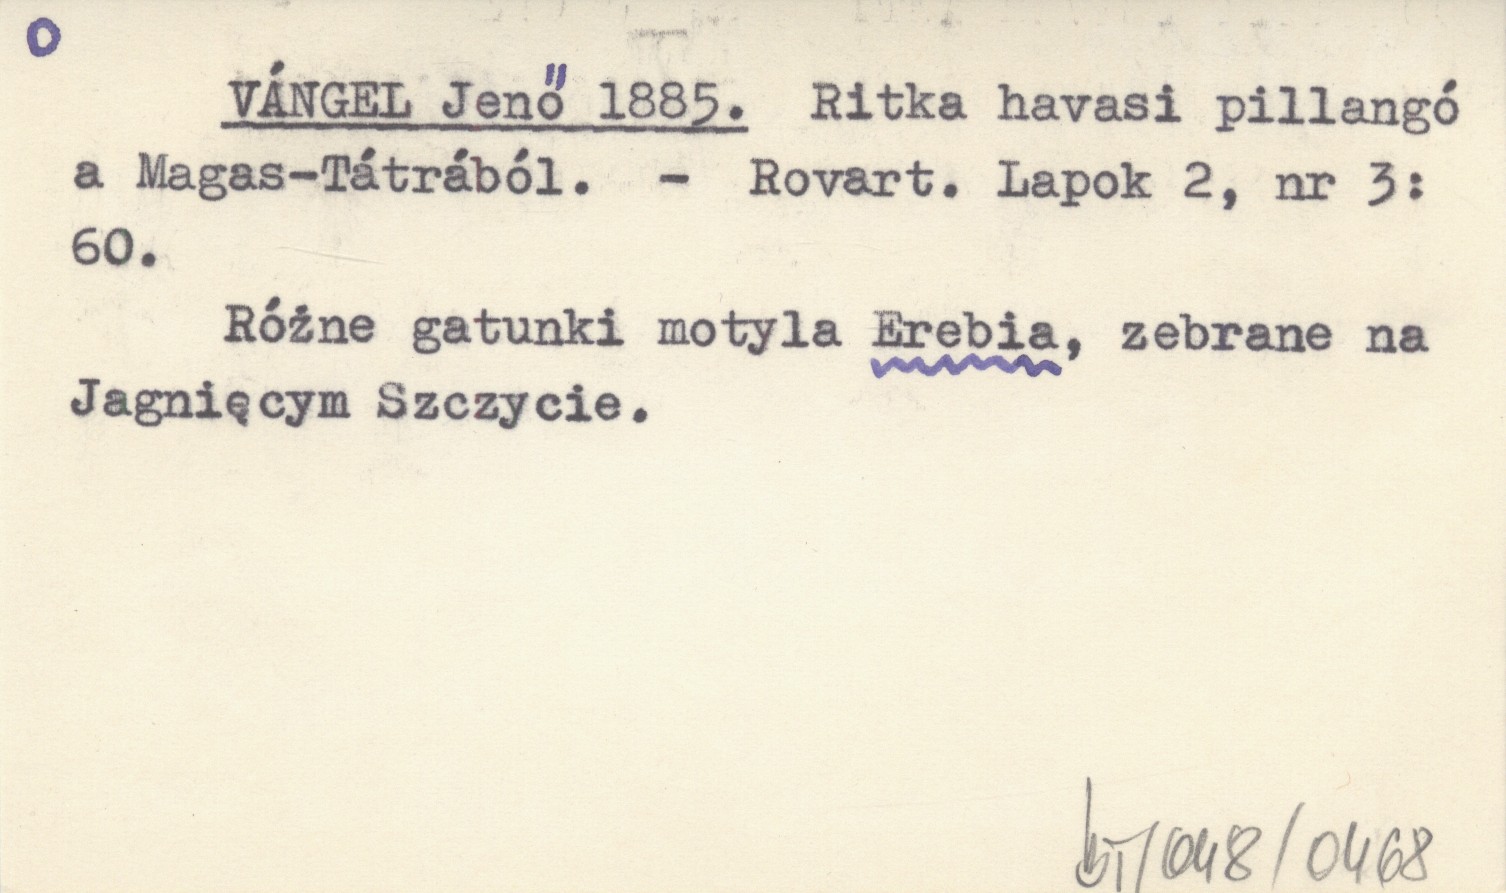 O
VÁNGEL Jenő 1885. Ritka havasi pillangó
a Magas-Tátrából. - Rovart. Lapok 2, nr 3:
60.
Różne gatunki motyla Erebia, zebrane na
Jagnięcym Szczycie.
/048/0468